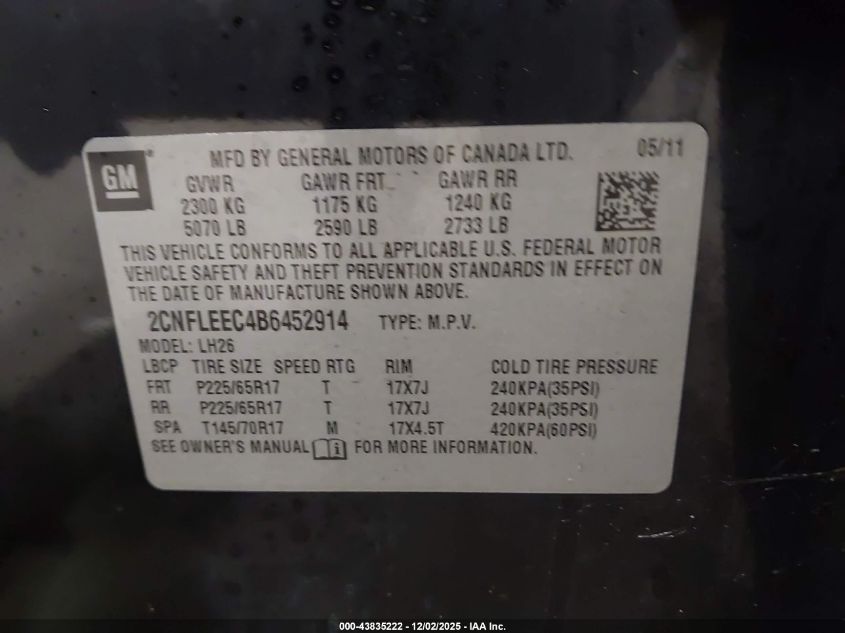 GM ® MFD BY GENERAL MOTORS OF CANADA LTD. 05/11
GVWR GAWR FRT GAWR RR
2300 KG 1175 KG 1240 KG
5070 LB 2590 LB 2733 LB
THIS VEHICLE CONFORMS TO ALL APPLICABLE U.S. FEDERAL MOTOR
VEHICLE SAFETY AND THEFT PREVENTION STANDARDS IN EFFECT ON
THE DATE OF MANUFACTURE SHOWN ABOVE.
2CNFLEEC4B6452914 TYPE: M.P.V.
MODEL: LH26
LBCP TIRE SIZE SPEED RTG RIM COLD TIRE PRESSURE
FRT P225/65R17 T 17X7J 240KPA(35PSI)
RR P225/65R17 T 17X7J 240KPA(35PSI)
SPA T145/70R17 M 17X4.5T 420KPA(60PSI)
SEE OWNER'S MANUAL i FOR MORE INFORMATION.
000-43835222 - 12/02/2025 - IAA Inc.